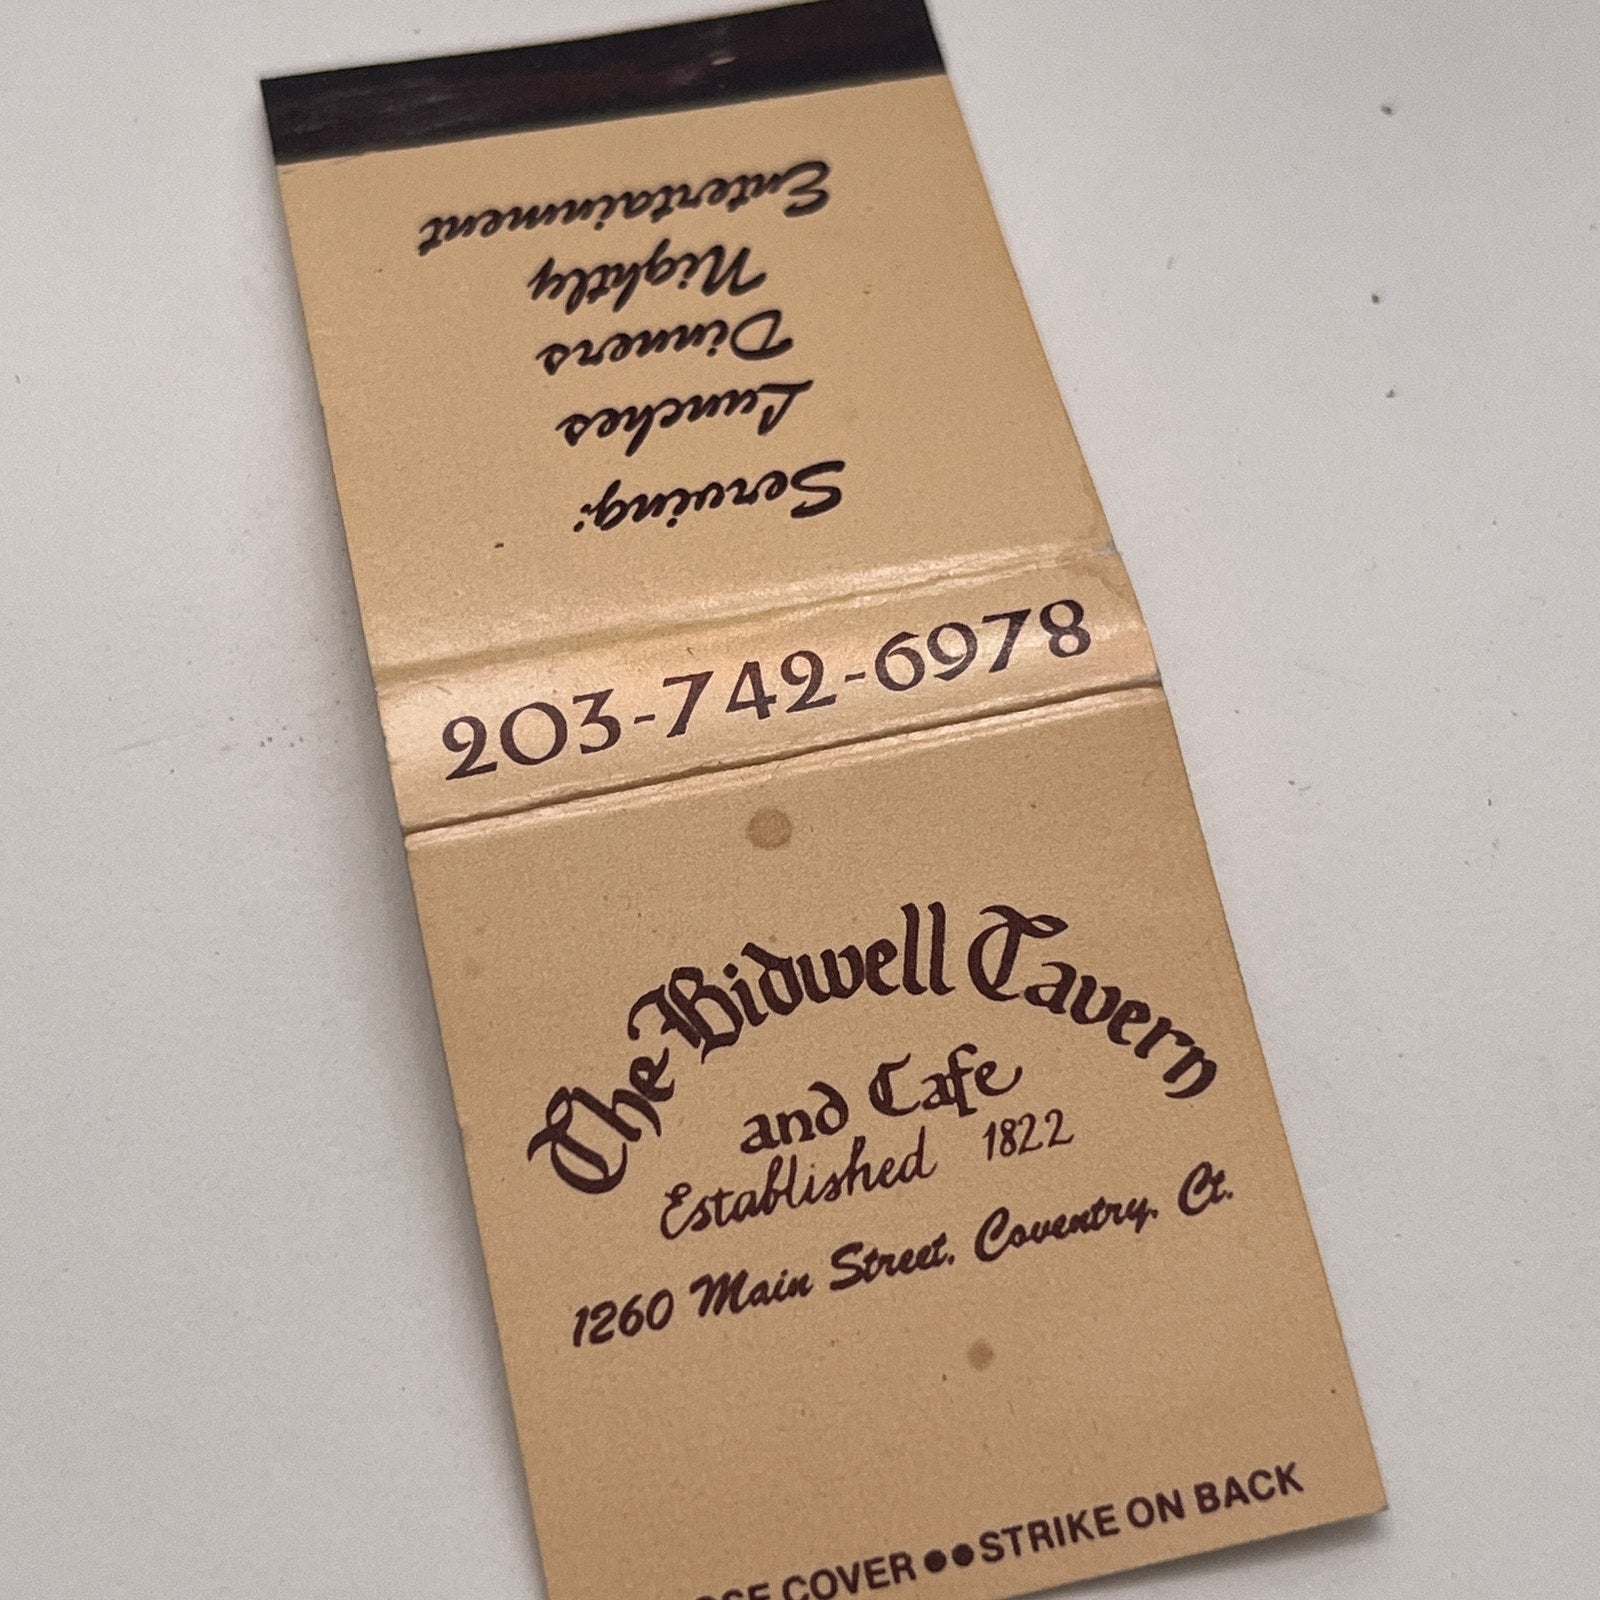 Serving:
Lunches
Dinners
Nightly
Entertainment
203-742-6978
The Bidwell Tavern
and Cafe
Established 1822
1260 Main Street, Coventry, Ct.
COVER ●● STRIKE ON BACK